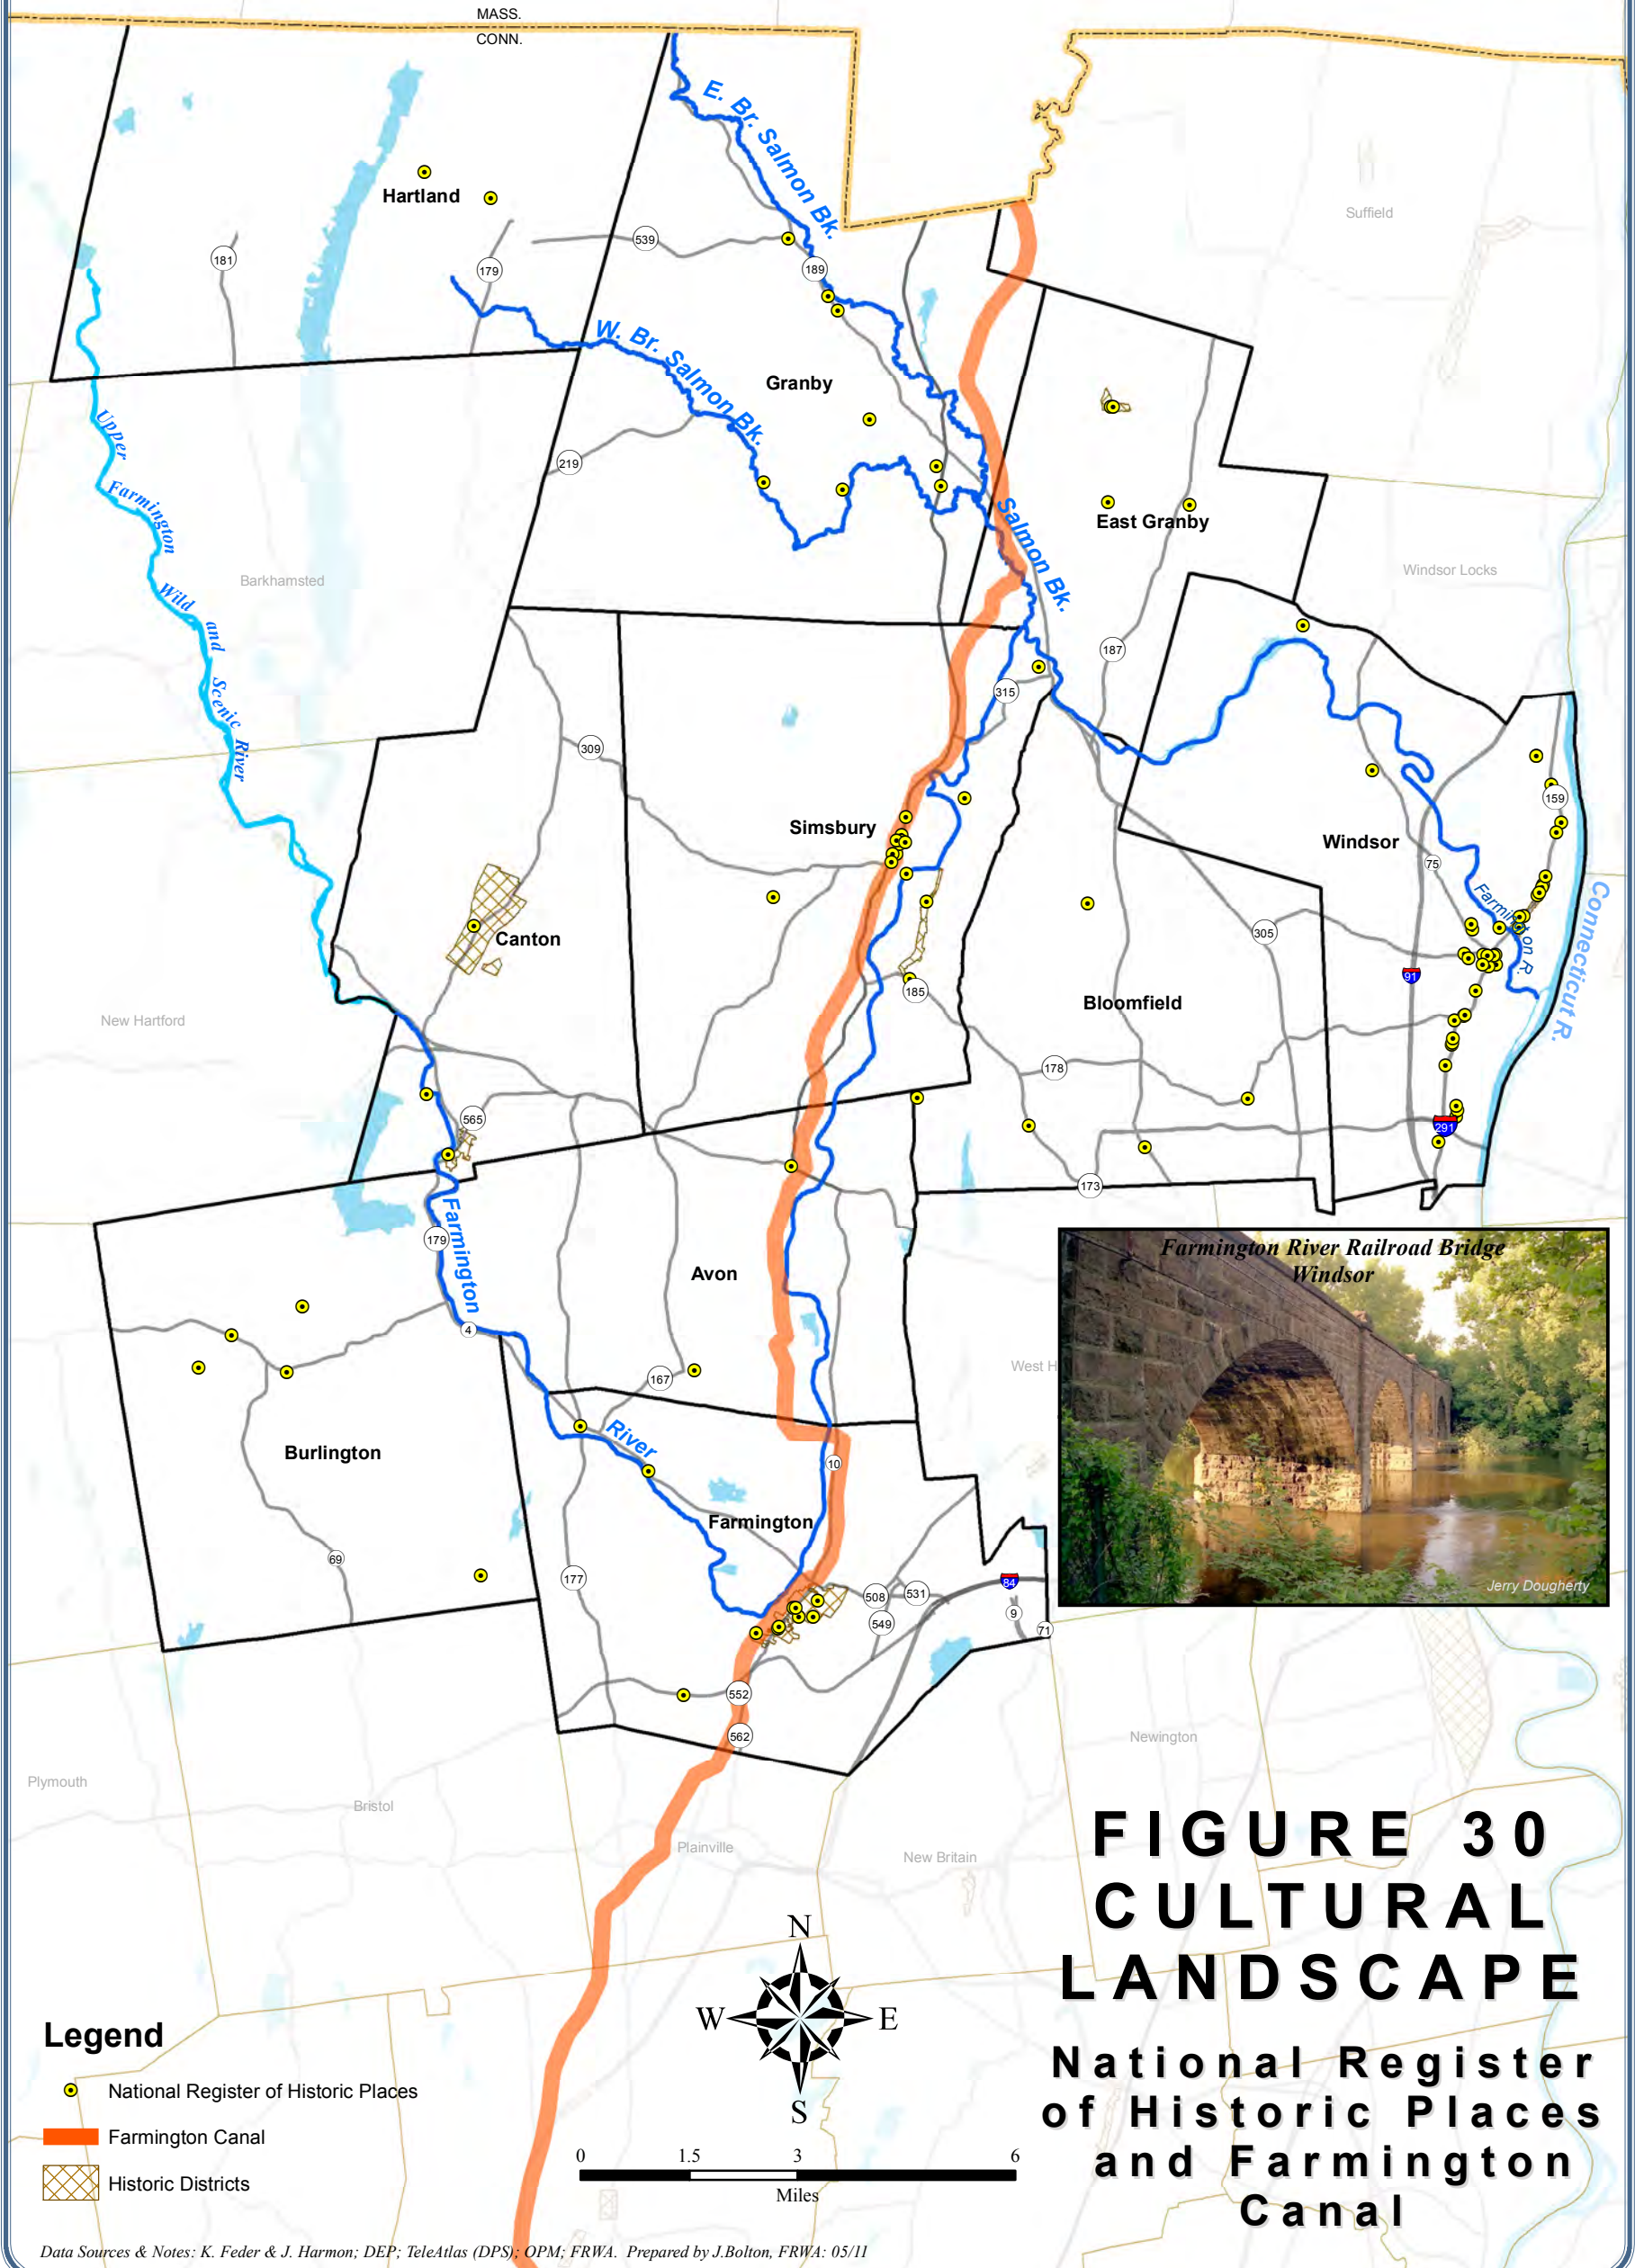 MASS.
CONN.
E. Br. Salmon Bk.
Hartland
Suffield
539
181
179
189
W. Br. Salmon Bk.
Granby
Upper
Farmington
Wild
and
Scenic
River
219
Salmon Bk.
East Granby
Windsor Locks
Barkhamsted
187
315
309
159
Simsbury
Windsor
75
Farmington R.
Connecticut R.
Canton
305
91
185
Bloomfield
New Hartford
178
565
291
173
Farmington
179
Avon
4
167
West H
River
Burlington
10
Farmington
69
177
508
531
84
549
9
71
552
562
Farmington River Railroad Bridge
Windsor
Jerry Dougherty
Newington
Plymouth
Bristol
Plainville
New Britain
FIGURE 30
CULTURAL
LANDSCAPE
National Register
of Historic Places
and Farmington
Canal
N
W
E
S
Legend
National Register of Historic Places
Farmington Canal
Historic Districts
0 1.5 3 6
Miles
Data Sources & Notes: K. Feder & J. Harmon; DEP; TeleAtlas (DPS); OPM; FRWA. Prepared by J.Bolton, FRWA: 05/11